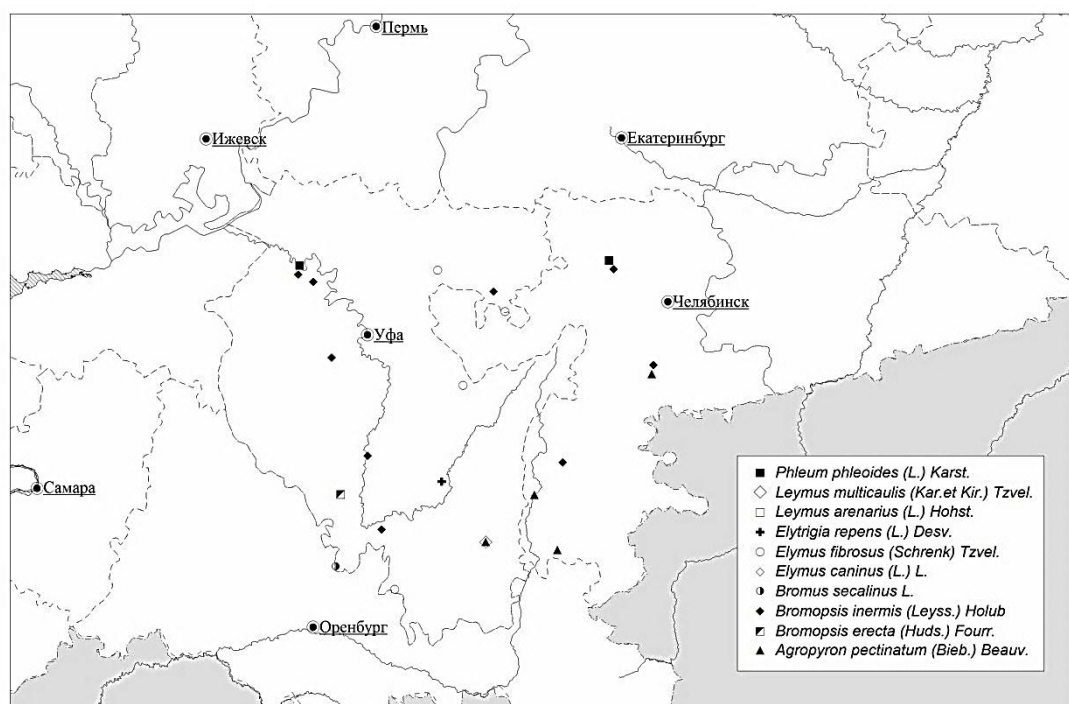 Пермь
Ижевск
Екатеринбург
Челябинск
Уфа
Самара
Оренбург
Phleum phleoides (L.) Karst.
Leymus multicaulis (Kar.et Kir.) Tzvel.
Leymus arenarius (L.) Hohst.
Elytrigia repens (L.) Desv.
Elymus fibrosus (Schrenk) Tzvel.
Elymus caninus (L.) L.
Bromus secalinus L.
Bromopsis inermis (Leyss.) Holub
Bromopsis erecta (Huds.) Fourr.
Agropyron pectinatum (Bieb.) Beauv.